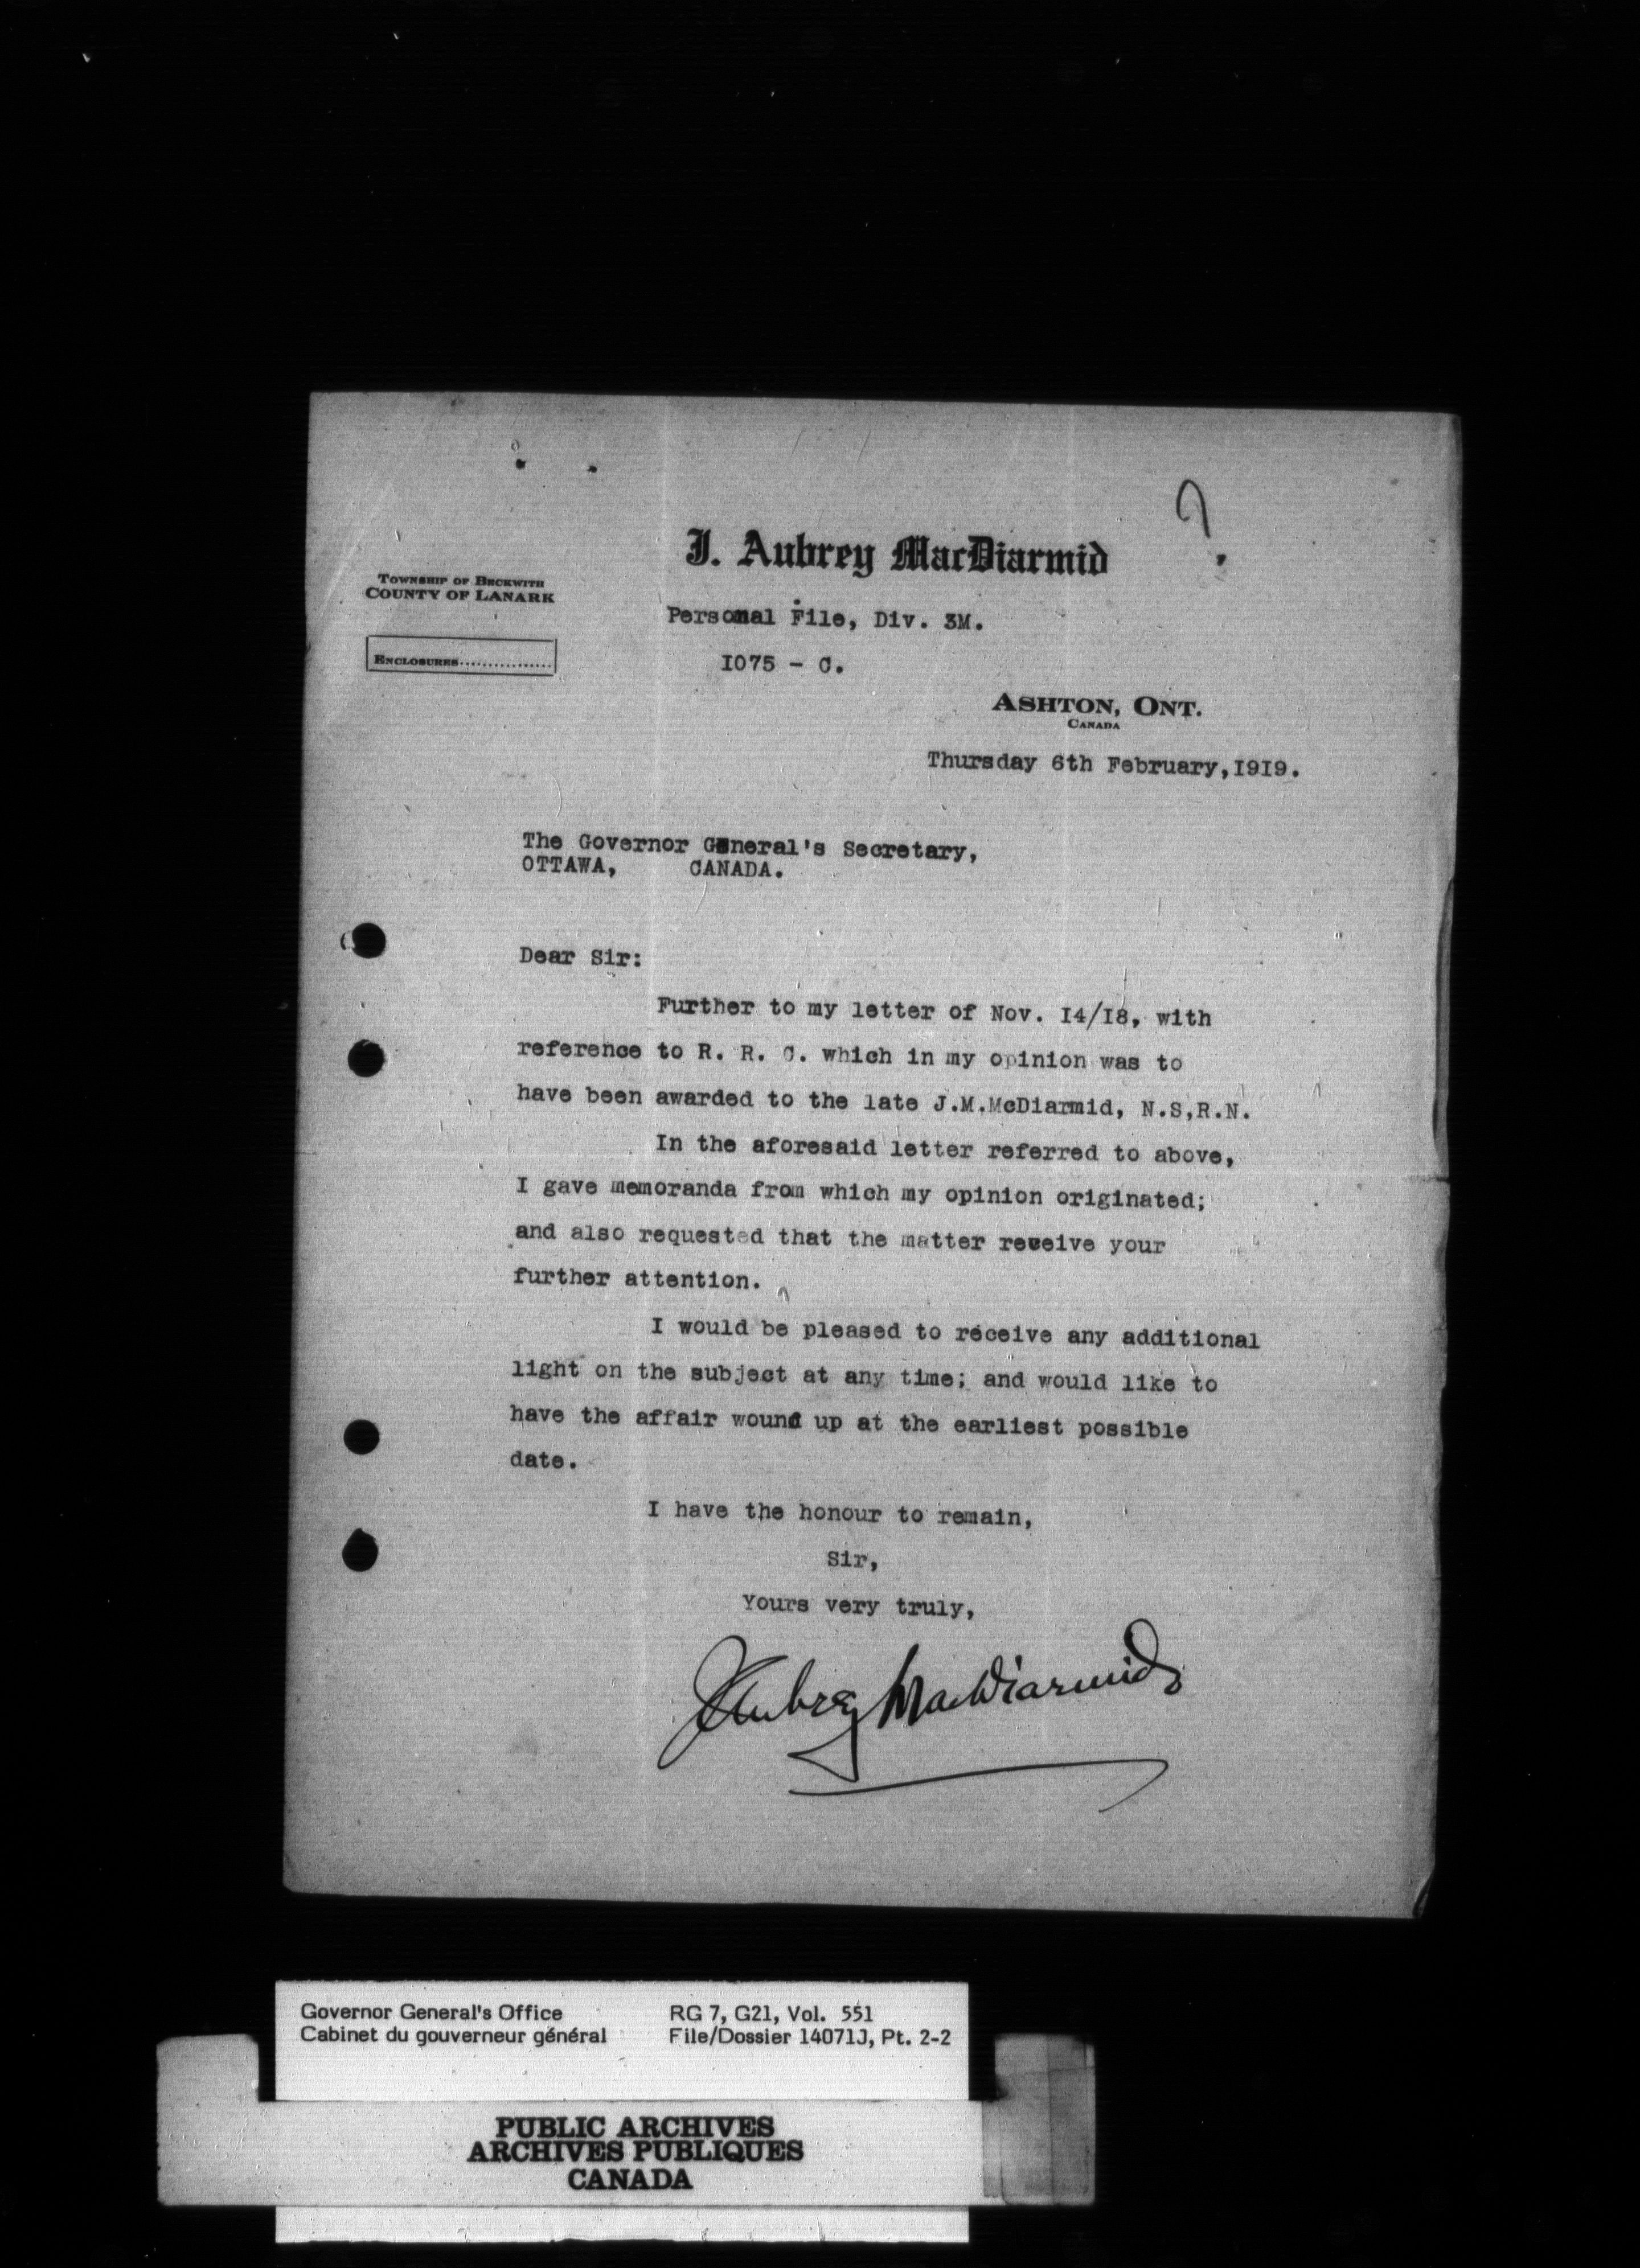 ?
J. Aubrey MacDiarmid
TOWNSHIP OF BECKWITH
COUNTY OF LANARK
Personal File, Div. 3M.
ENCLOSURES................
I075 - C.
ASHTON, ONT.
CANADA
Thursday 6th February,I9I9.
The Governor General's Secretary,
OTTAWA, CANADA.
Dear Sir:
Further to my letter of Nov. I4/I8, with
reference to R. R. C. which in my opinion was to
have been awarded to the late J.M.McDiarmid, N.S,R.N.
In the aforesaid letter referred to above,
I gave memoranda from which my opinion originated;
and also requested that the matter receive your
further attention.
I would be pleased to receive any additional
light on the subject at any time; and would like to
have the affair wound up at the earliest possible
date.
I have the honour to remain,
Sir,
Yours very truly,
J Aubrey MacDiarmid
Governor General's Office RG 7, G21, Vol. 551
Cabinet du gouverneur général File/Dossier 14071J, Pt. 2-2
PUBLIC ARCHIVES
ARCHIVES PUBLIQUES
CANADA